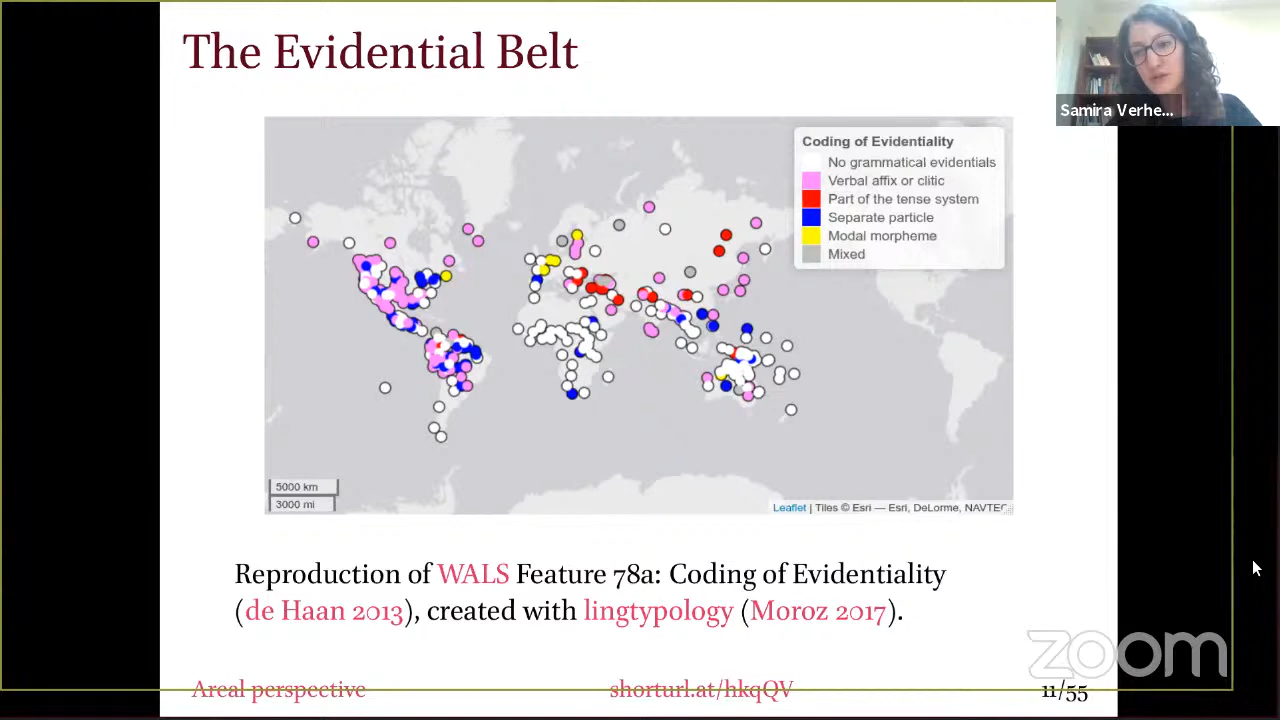 The Evidential Belt
Samira Verhe...
Coding of Evidentiality
No grammatical evidentials
Verbal affix or clitic
Part of the tense system
Separate particle
Modal morpheme
Mixed
5000 km
3000 mi
Leaflet | Tiles © Esri — Esri, DeLorme, NAVTEC
Reproduction of WALS Feature 78a: Coding of Evidentiality
(de Haan 2013), created with lingtypology (Moroz 2017).
zoom
Areal perspective shorturl.at/hkqQV 11/55